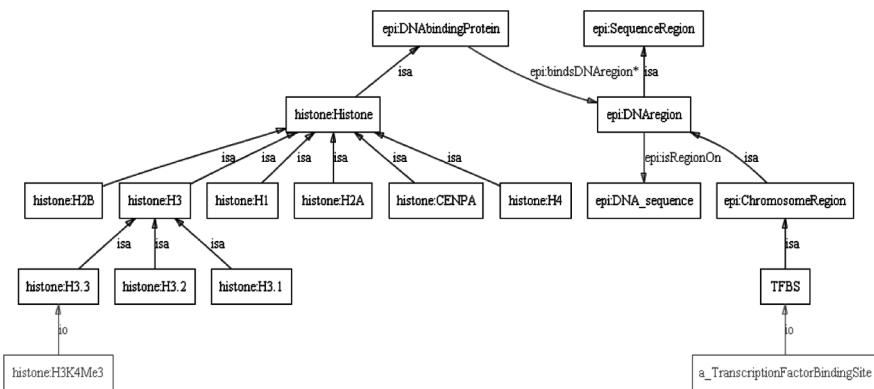 epi:DNAbindingProtein
epi:SequenceRegion
isa
epi:bindsDNAregion*
isa
histone:Histone
epi:DNAregion
isa
isa
isa
isa
isa
isa
epi:isRegionOn
isa
histone:H2B
histone:H3
histone:H1
histone:H2A
histone:CENPA
histone:H4
epi:DNA_sequence
epi:ChromosomeRegion
isa
isa
isa
isa
histone:H3.3
histone:H3.2
histone:H3.1
TFBS
io
io
histone:H3K4Me3
a_TranscriptionFactorBindingSite